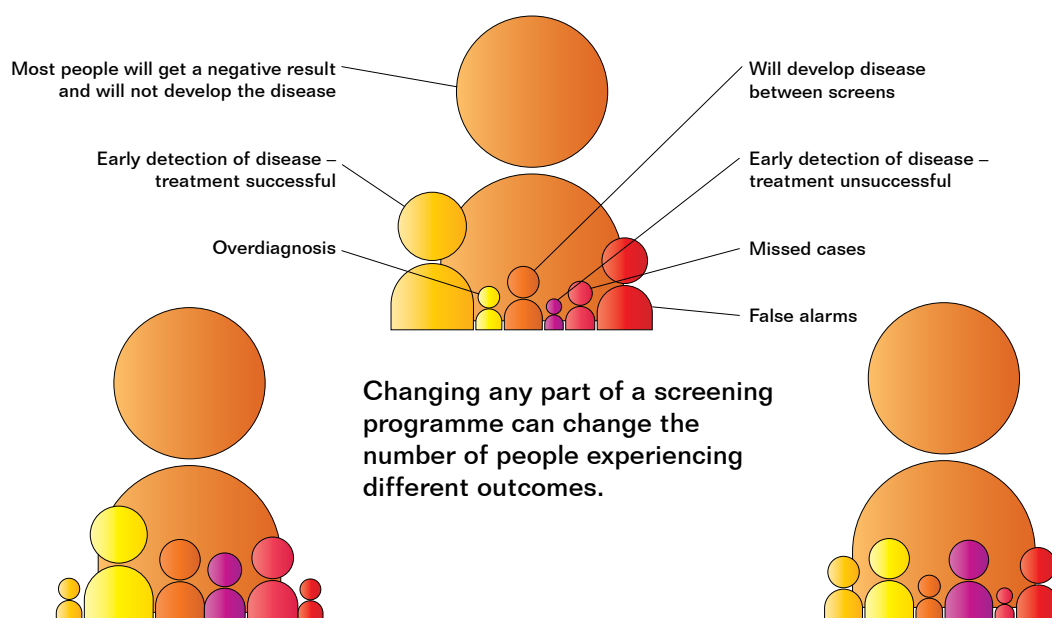 Most people will get a negative result
and will not develop the disease
Early detection of disease –
treatment successful
Overdiagnosis
Will develop disease
between screens
Early detection of disease –
treatment unsuccessful
Missed cases
False alarms
Changing any part of a screening
programme can change the
number of people experiencing
different outcomes.